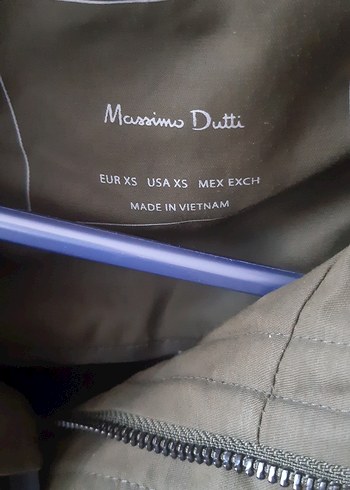 Massimo Dutti
EUR XS USA XS MEX EXCH
MADE IN VIETNAM